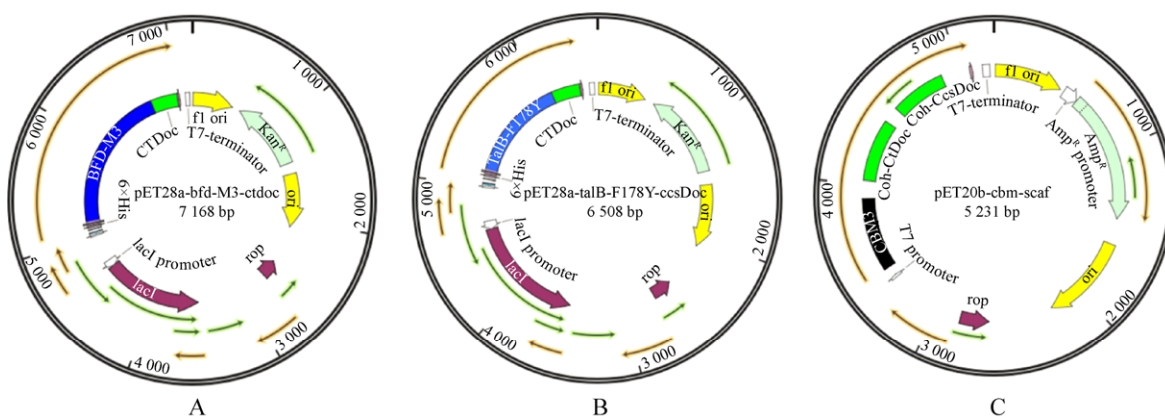 7 000
1 000
2 000
3 000
4 000
5 000
6 000
f1 ori
Kan^R
ori
rop
lacI
lacI promoter
6×His
BFD-M3
CTDoc
T7-terminator
pET28a-bfd-M3-ctdoc
7 168 bp
A
6 000
1 000
2 000
3 000
4 000
5 000
f1 ori
Kan^R
ori
rop
lacI
lacI promoter
6×His
TalB-F178Y
CTDoc
T7-terminator
pET28a-talB-F178Y-ccsDoc
6 508 bp
B
5 000
1 000
2 000
3 000
4 000
f1 ori
Amp^R promoter
Amp^R
ori
rop
T7 promoter
CBM3
Coh-CtDoc
Coh-CcsDoc
T7-terminator
pET20b-cbm-scaf
5 231 bp
C